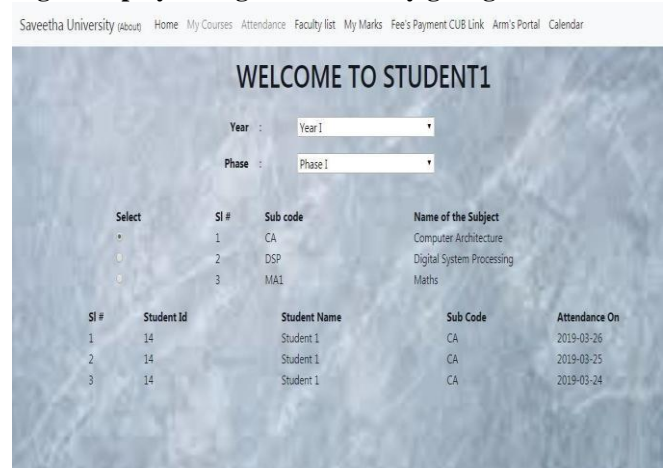 Saveetha University (About) Home My Courses Attendance Faculty list My Marks Fee's Payment CUB Link Arm's Portal Calendar
WELCOME TO STUDENT1
Year : Year I
Phase : Phase I
Select Sl # Sub code Name of the Subject
1 CA Computer Architecture
2 DSP Digital System Processing
3 MA1 Maths
Sl # Student Id Student Name Sub Code Attendance On
1 14 Student 1 CA 2019-03-26
2 14 Student 1 CA 2019-03-25
3 14 Student 1 CA 2019-03-24